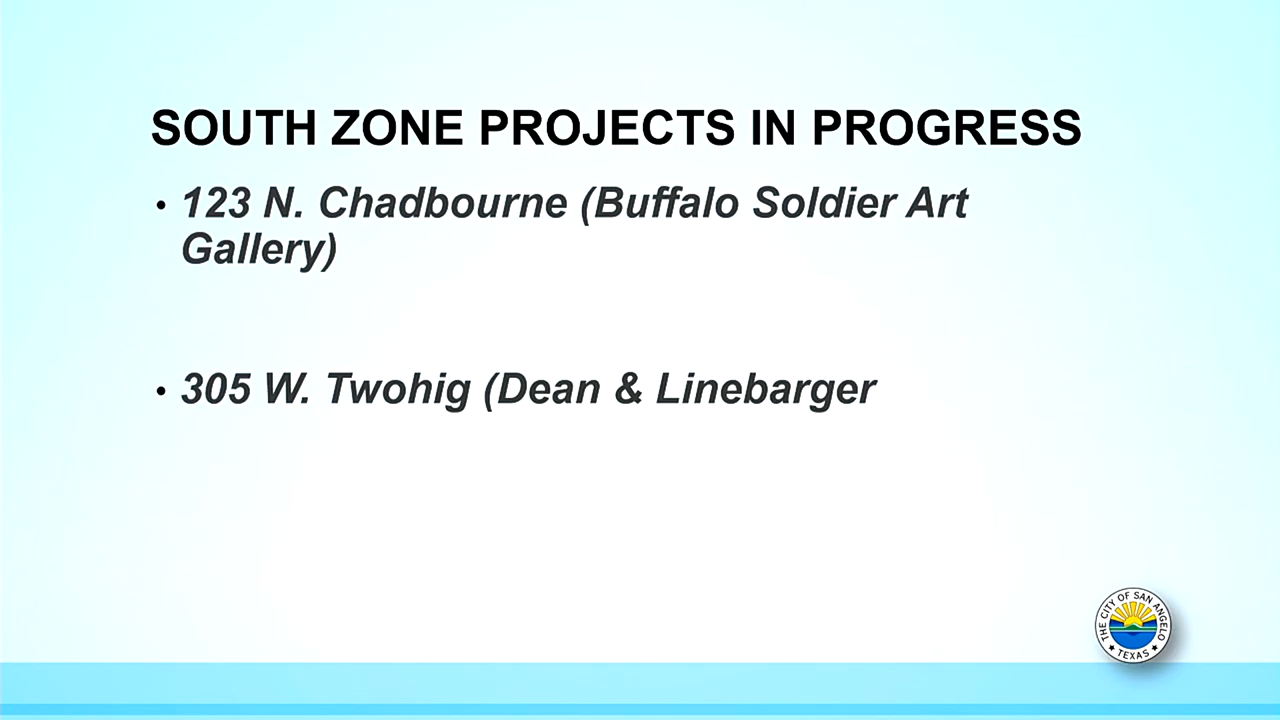 SOUTH ZONE PROJECTS IN PROGRESS
• 123 N. Chadbourne (Buffalo Soldier Art
Gallery)
• 305 W. Twohig (Dean & Linebarger
THE CITY OF SAN ANGELO
★ TEXAS ★